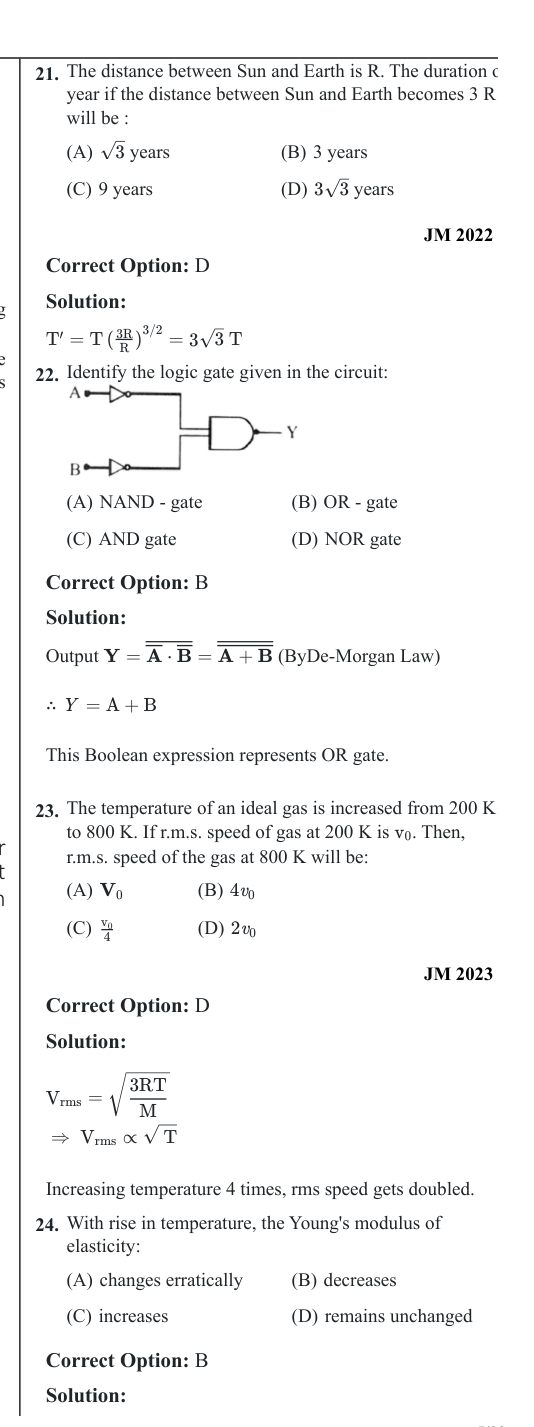 21. The distance between Sun and Earth is R. The duration
year if the distance between Sun and Earth becomes 3 R
will be :
(A) √3 years (B) 3 years
(C) 9 years (D) 3√3 years
JM 2022
Correct Option: D
Solution:
T′ = T (3R/R)^3/2 = 3√3 T
22. Identify the logic gate given in the circuit:
A
Y
B
(A) NAND - gate (B) OR - gate
(C) AND gate (D) NOR gate
Correct Option: B
Solution:
Output Y = \overline{\overline{A} · \overline{B}} = \overline{\overline{A + B}} (ByDe-Morgan Law)
∴ Y = A + B
This Boolean expression represents OR gate.
23. The temperature of an ideal gas is increased from 200 K
to 800 K. If r.m.s. speed of gas at 200 K is v₀. Then,
r.m.s. speed of the gas at 800 K will be:
(A) V₀ (B) 4v₀
(C) v₀/4 (D) 2v₀
JM 2023
Correct Option: D
Solution:
Vrms = √(3RT/M)
⇒ Vrms ∝ √T
Increasing temperature 4 times, rms speed gets doubled.
24. With rise in temperature, the Young's modulus of
elasticity:
(A) changes erratically (B) decreases
(C) increases (D) remains unchanged
Correct Option: B
Solution: